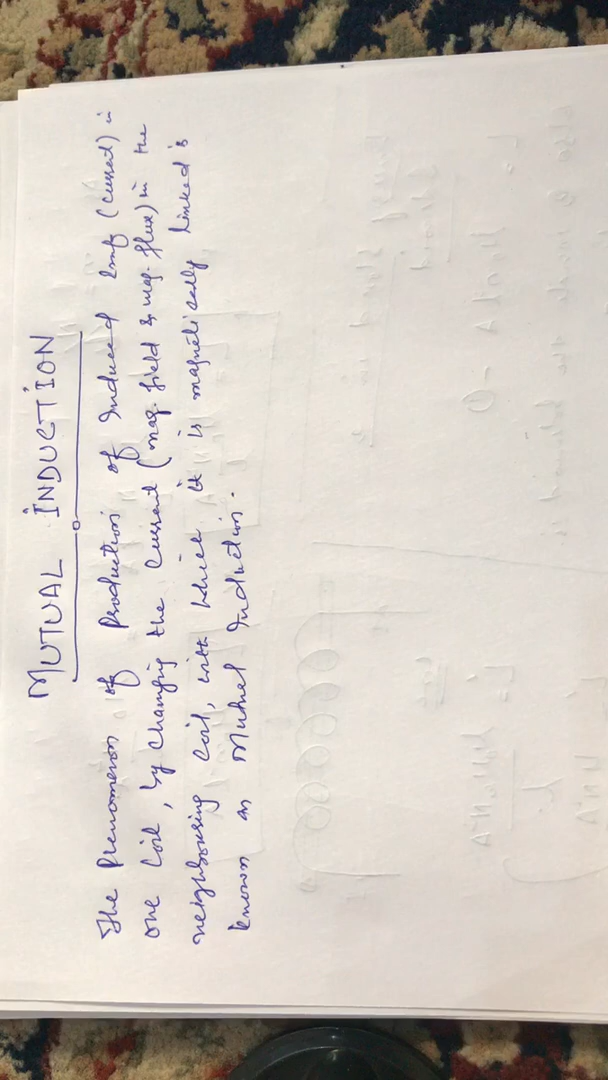 MUTUAL INDUCTION
The Phenomenon of Production of Induced emf (current) in
one Coil, by changing the current (mag. field & mag. flux) in the
neighbouring coil, with which it is magnetically linked is
known as Mutual Induction.